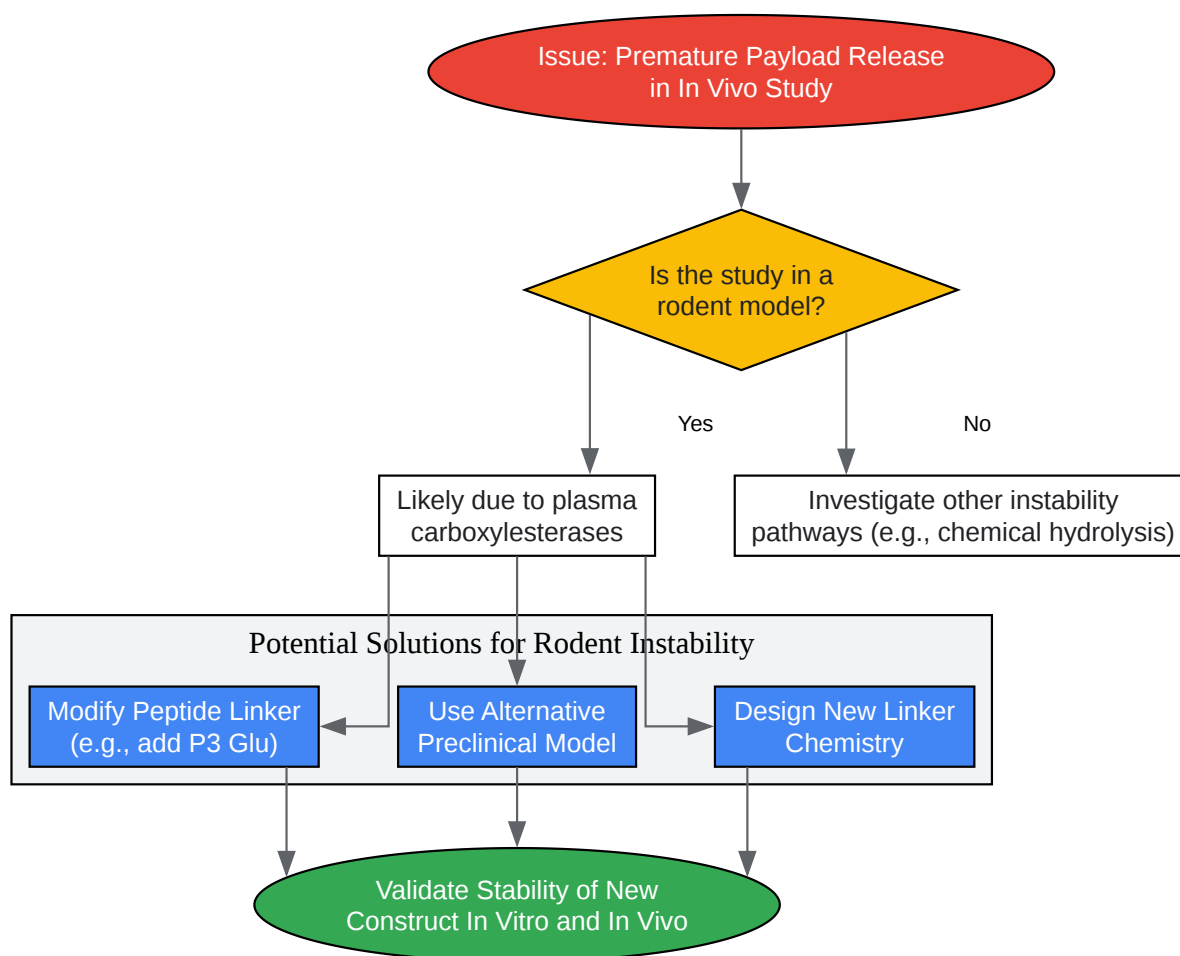 Issue: Premature Payload Release
in In Vivo Study
Is the study in a
rodent model?
Yes
No
Likely due to plasma
carboxylesterases
Investigate other instability
pathways (e.g., chemical hydrolysis)
Potential Solutions for Rodent Instability
Modify Peptide Linker
(e.g., add P3 Glu)
Use Alternative
Preclinical Model
Design New Linker
Chemistry
Validate Stability of New
Construct In Vitro and In Vivo